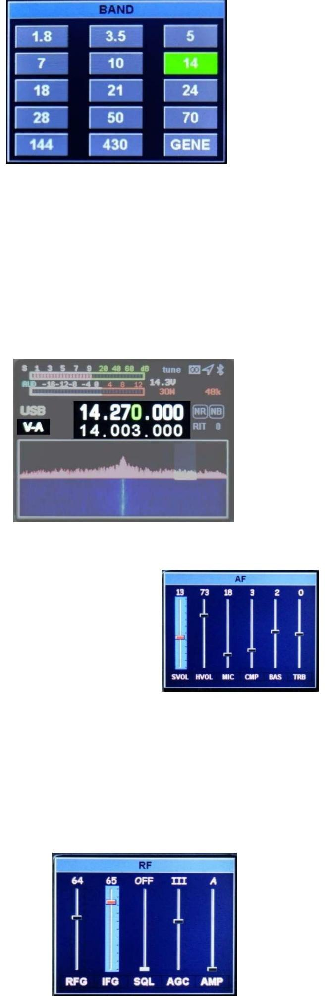 BAND
1.8 3.5 5
7 10 14
18 21 24
28 50 70
144 430 GENE
S 1 3 5 7 9 20 40 60 dB tune
AUD -16-12-8 -4 0 4 8 12 14.3V
30W 48k
USB 14.270.000 NR NB
V-A 14.003.000 RIT 0
AF
13 73 18 3 2 0
SVOL HVOL MIC CMP BAS TRB
RF
64 65 OFF III A
RFG IFG SQL AGC AMP